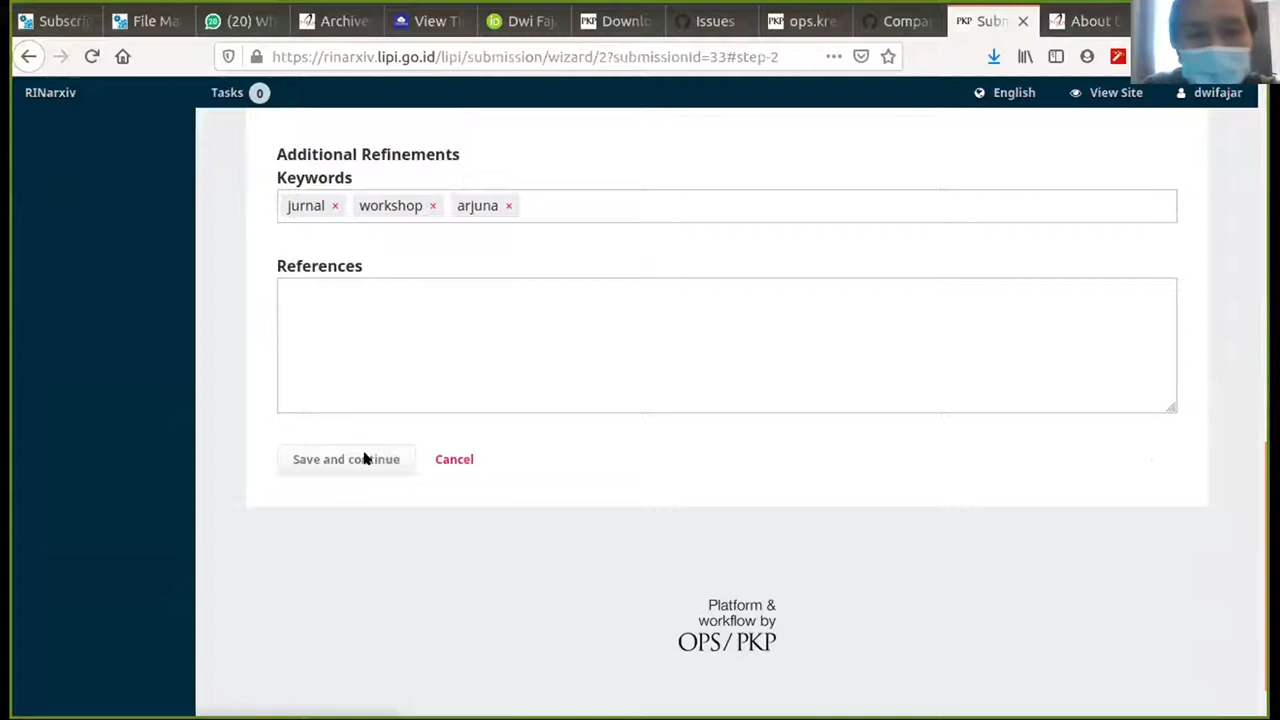 Subscri
File Ma
(20) Wh
Archive
View Ti
Dwi Faj
Downlo
Issues
ops.kre
Compa
Subm
About U
https://rinarxiv.lipi.go.id/lipi/submission/wizard/2?submissionId=33#step-2
RINarxiv
Tasks 0
English
View Site
dwifajar
Additional Refinements
Keywords
jurnal ×
workshop ×
arjuna ×
References
Save and continue
Cancel
Platform &
workflow by
OPS/PKP